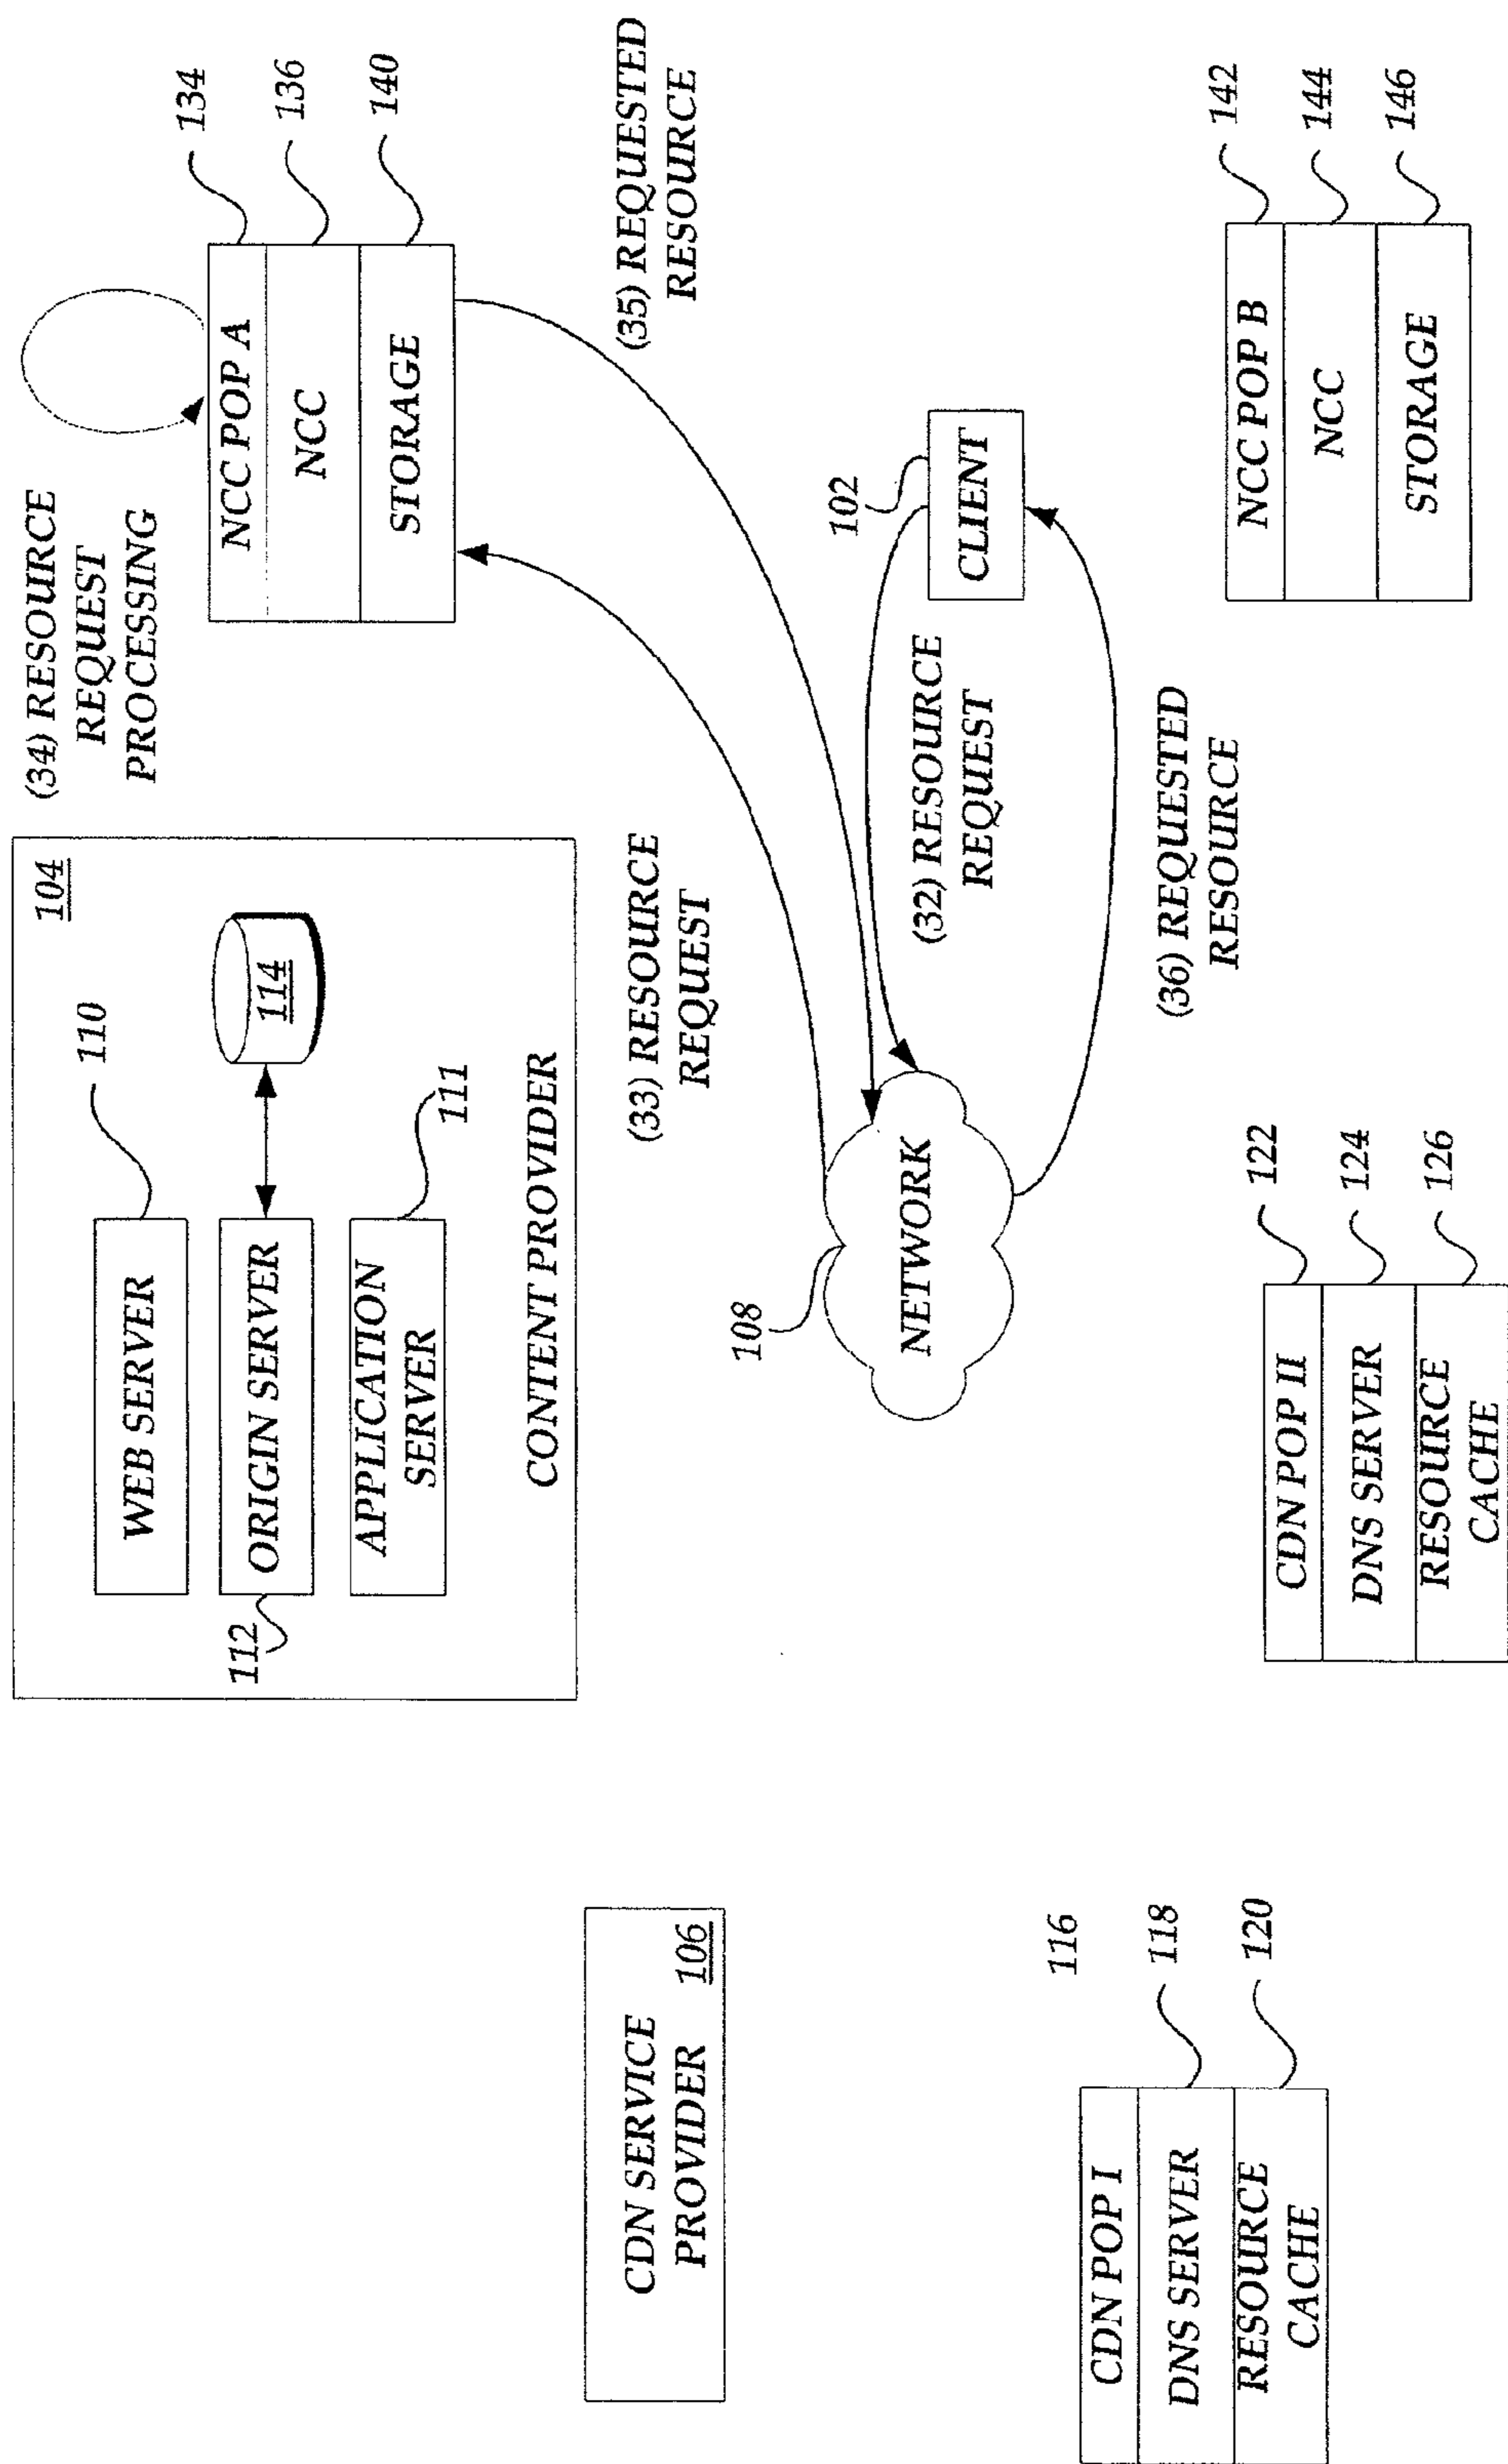 104
110
WEB SERVER
112
ORIGIN SERVER
114
APPLICATION
SERVER
111
CONTENT PROVIDER
(34) RESOURCE
REQUEST
PROCESSING
NCC POP A
134
NCC
136
STORAGE
140
CDN SERVICE
PROVIDER
106
(33) RESOURCE
REQUEST
(35) REQUESTED
RESOURCE
108
NETWORK
102
CLIENT
(32) RESOURCE
REQUEST
(36) REQUESTED
RESOURCE
116
CDN POP I
118
DNS SERVER
120
RESOURCE
CACHE
122
CDN POP II
124
DNS SERVER
126
RESOURCE
CACHE
142
NCC POP B
144
NCC
146
STORAGE